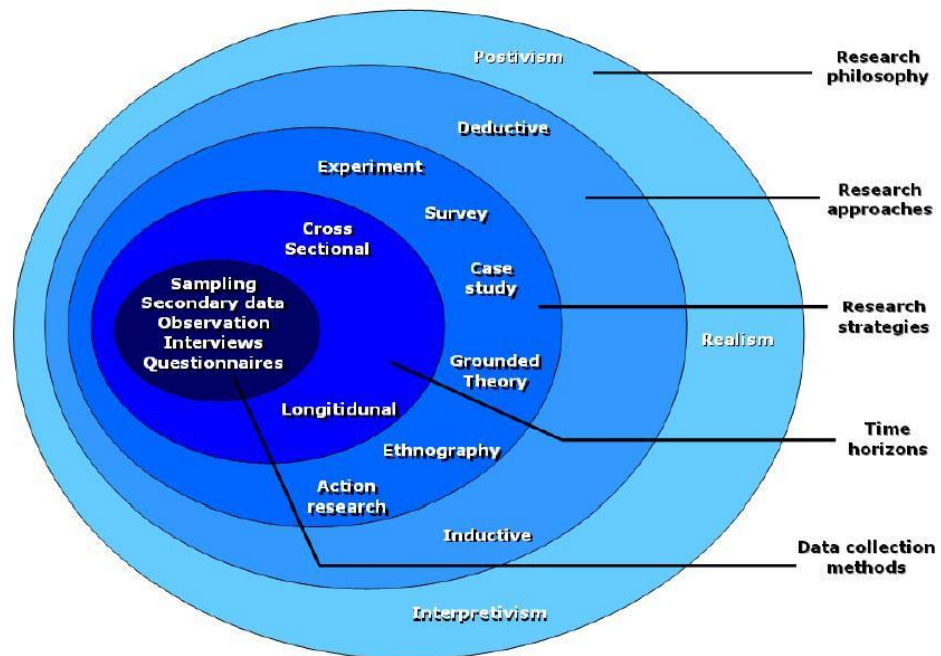 Postivism
Research
philosophy
Deductive
Experiment
Research
approaches
Survey
Cross
Sectional
Case
study
Sampling
Secondary data
Observation
Interviews
Questionnaires
Research
strategies
Realism
Grounded
Theory
Longitidunal
Time
horizons
Ethnography
Action
research
Inductive
Data collection
methods
Interpretivism